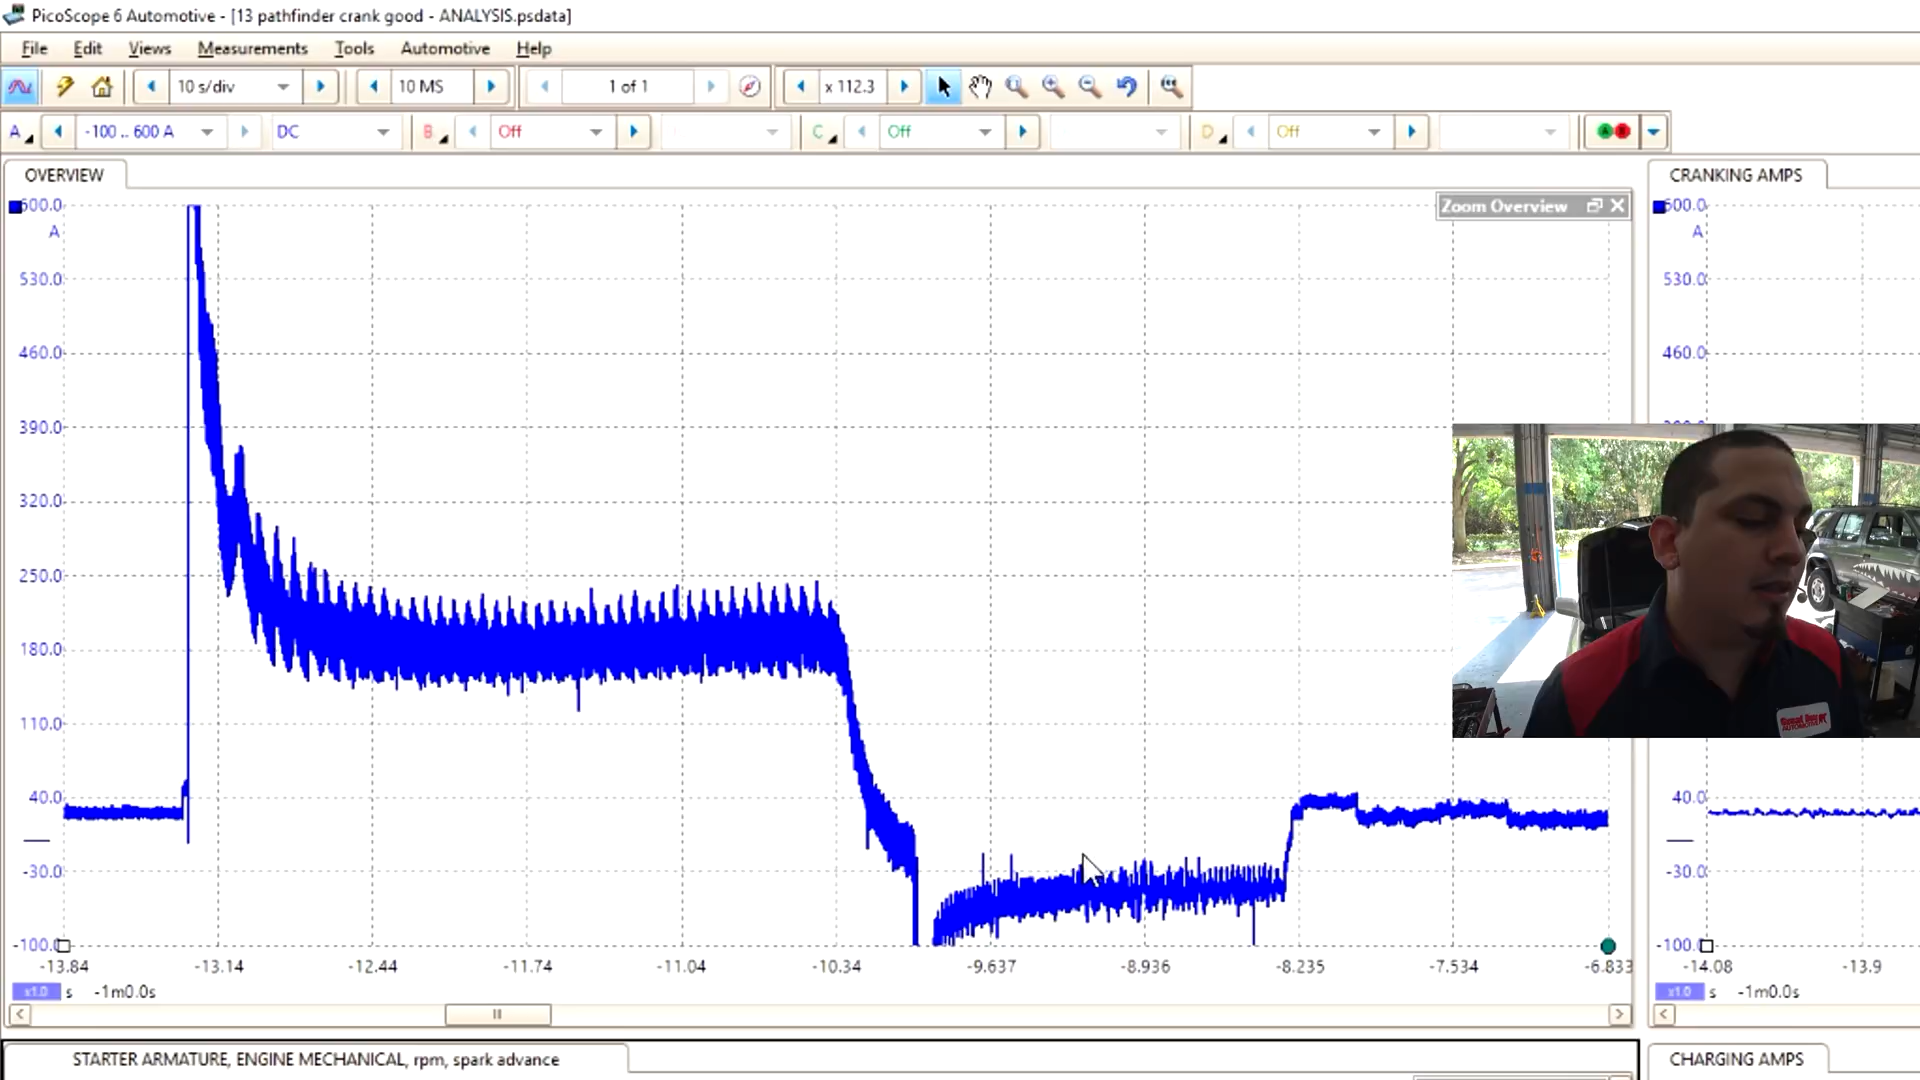 PicoScope 6 Automotive - [13 pathfinder crank good - ANALYSIS.psdata]
File Edit Views Measurements Tools Automotive Help
10 s/div 10 MS 1 of 1 x 112.3
A -100 .. 600 A DC B Off C Off D Off A B
OVERVIEW CRANKING AMPS
Zoom Overview
600.0 600.0
A A
530.0 530.0
460.0 460.0
390.0
320.0
250.0
180.0
110.0
40.0 40.0
-30.0 -30.0
-100.0 -100.0
-13.84 -13.14 -12.44 -11.74 -11.04 -10.34 -9.637 -8.936 -8.235 -7.534 -6.833 -14.08 -13.9
x1.0 s -1m0.0s x1.0 s -1m0.0s
STARTER ARMATURE, ENGINE MECHANICAL, rpm, spark advance CHARGING AMPS